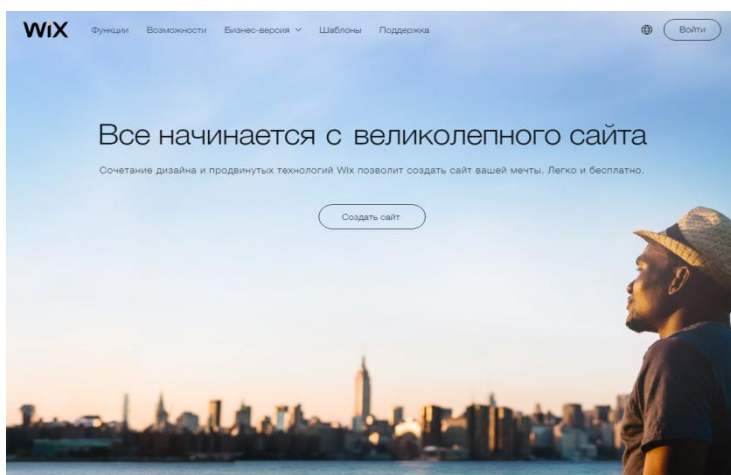 WiX
Функции Возможности Бизнес-версия Шаблоны Поддержка
Войти
Все начинается с великолепного сайта
Сочетание дизайна и продвинутых технологий Wix позволит создать сайт вашей мечты. Легко и бесплатно.
Создать сайт